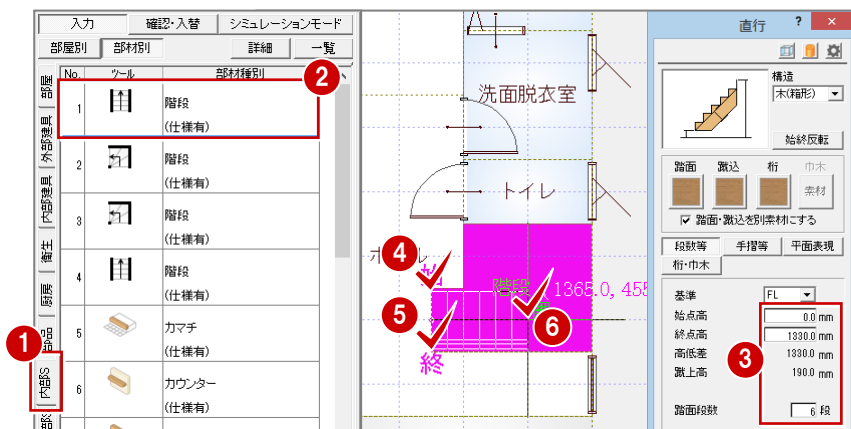 入力 確認・入替 シミュレーションモード
部屋別 部材別 詳細 一覧
No. ツール 部材種別
2
部屋
外部建具
内部建具
衛生
厨房
内部S
1
1 階段
(仕様有)
2 階段
(仕様有)
3 階段
(仕様有)
4 階段
(仕様有)
5 カマチ
(仕様有)
6 カウンター
(仕様有)
洗面脱衣室
トイレ
4
階段 1365.0, 455
5
6
終
直行 ? ×
構造
木(箱形)
始終反転
踏面 蹴込 桁 巾木
素材
踏面・蹴込を別素材にする
段数等 手摺等 平面表現
桁・巾木
基準 FL
始点高 0.0 mm
終点高 1330.0 mm
高低差 1330.0 mm
蹴上高 190.0 mm
踏面段数 6 段
3